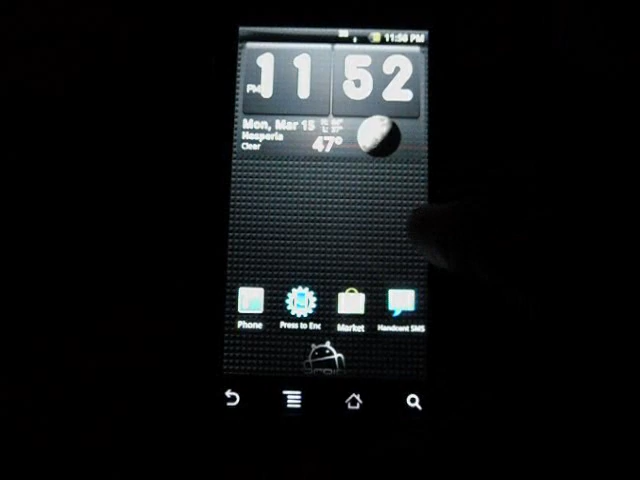 11:58 PM
PM 11 52
Mon, Mar 15
Hesperia 47°
Clear
Phone Press to Enc Market Handcent SMS
DROID